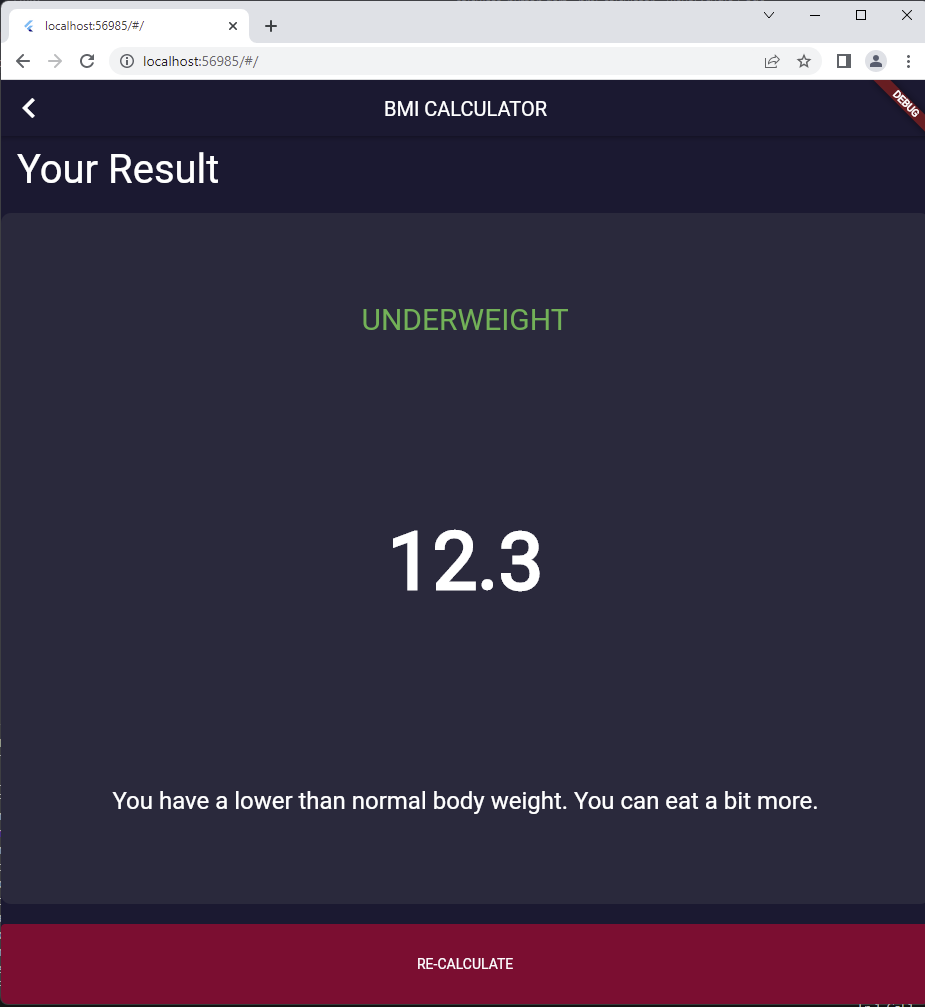 localhost:56985/#/
localhost:56985/#/
BMI CALCULATOR
DEBUG
Your Result
UNDERWEIGHT
12.3
You have a lower than normal body weight. You can eat a bit more.
RE-CALCULATE